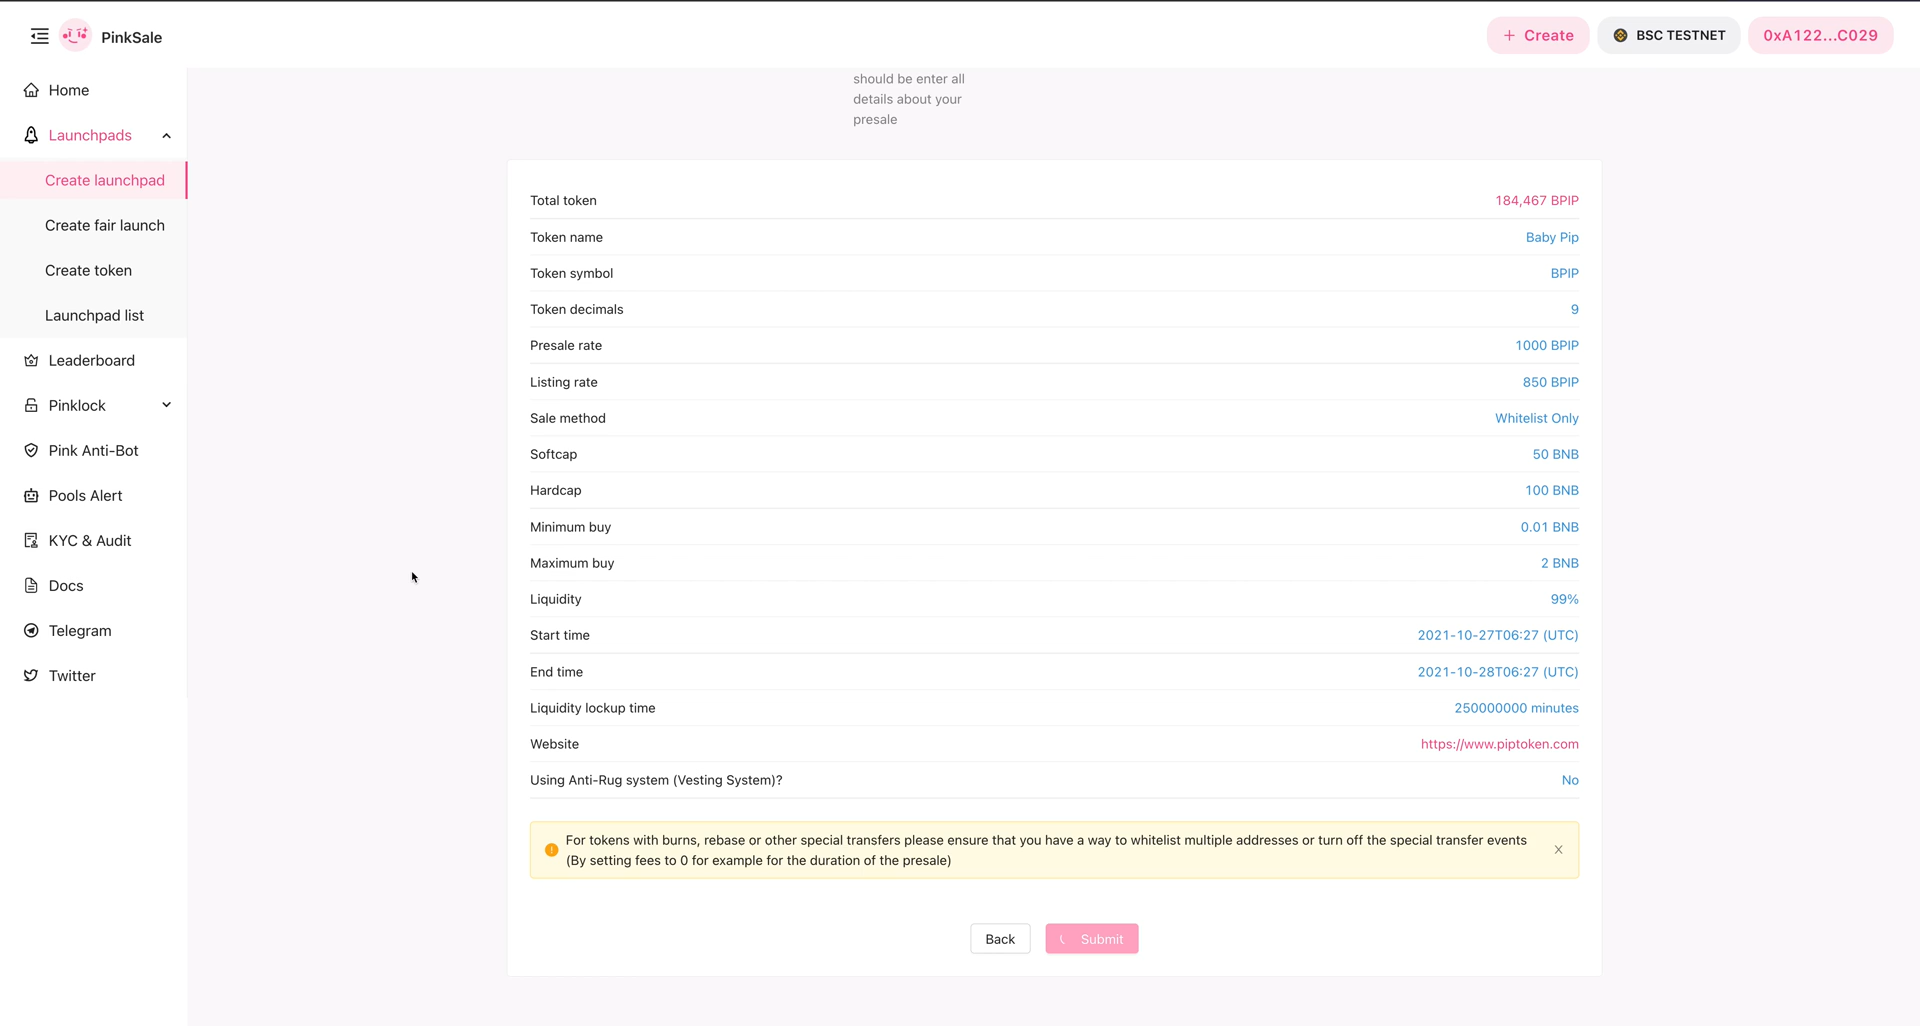 PinkSale
Create
BSC TESTNET
0xA122...C029
Home
Launchpads
Create launchpad
Create fair launch
Create token
Launchpad list
Leaderboard
Pinklock
Pink Anti-Bot
Pools Alert
KYC & Audit
Docs
Telegram
Twitter
should be enter all
details about your
presale
Total token 184,467 BPIP
Token name Baby Pip
Token symbol BPIP
Token decimals 9
Presale rate 1000 BPIP
Listing rate 850 BPIP
Sale method Whitelist Only
Softcap 50 BNB
Hardcap 100 BNB
Minimum buy 0.01 BNB
Maximum buy 2 BNB
Liquidity 99%
Start time 2021-10-27T06:27 (UTC)
End time 2021-10-28T06:27 (UTC)
Liquidity lockup time 250000000 minutes
Website https://www.piptoken.com
Using Anti-Rug system (Vesting System)? No
For tokens with burns, rebase or other special transfers please ensure that you have a way to whitelist multiple addresses or turn off the special transfer events
(By setting fees to 0 for example for the duration of the presale)
Back Submit